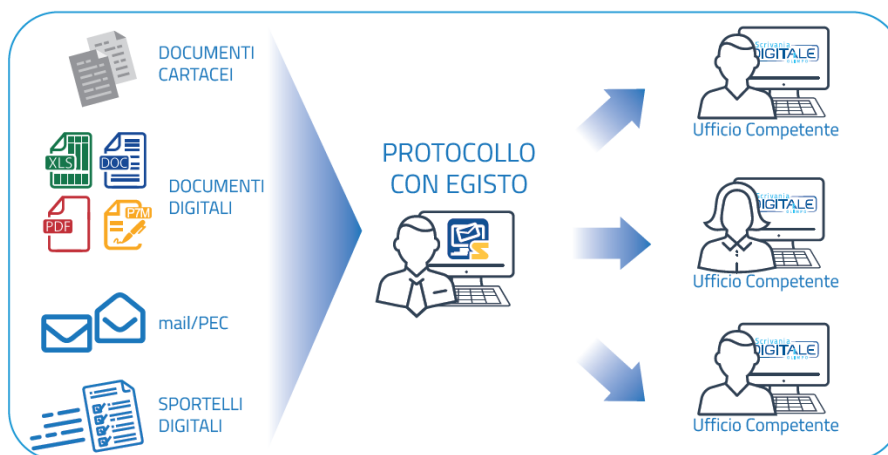 DOCUMENTI
CARTACEI
XLS
DOC
DOCUMENTI
DIGITALI
PDF
P7M
mail/PEC
SPORTELLI
DIGITALI
PROTOCOLLO
CON EGISTO
S
Scrivania
DIGITALE
Ufficio Competente
Scrivania
DIGITALE
Ufficio Competente
Scrivania
DIGITALE
Ufficio Competente